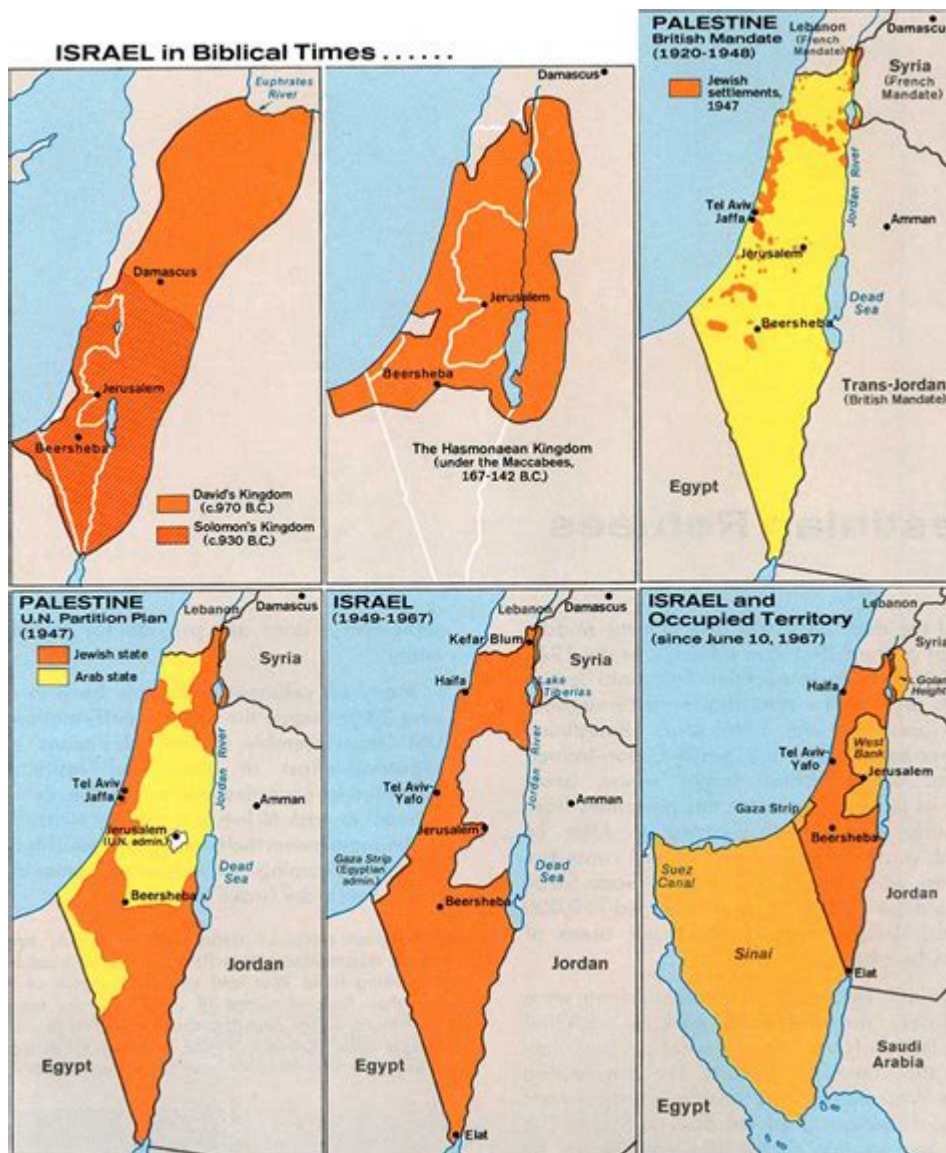 ISRAEL in Biblical Times . . . . . .
Euphrates
River
Damascus
Jerusalem
Beersheba
David's Kingdom
(c.970 B.C.)
Solomon's Kingdom
(c.930 B.C.)
Damascus
Jerusalem
Beersheba
The Hasmonaean Kingdom
(under the Maccabees,
167-142 B.C.)
PALESTINE
British Mandate
(1920-1948)
Jewish
settlements,
1947
Lebanon
(French
Mandate)
Damascu
Syria
(French
Mandate)
Tel Aviv
Jaffa
Jordan River
Amman
Jerusalem
Dead
Sea
Beersheba
Trans-Jordan
(British Mandate)
Egypt
PALESTINE
U.N. Partition Plan
(1947)
Jewish state
Arab state
Lebanon
Damascus
Syria
Tel Aviv
Jaffa
Jordan River
Amman
Jerusalem
(U.N. admin.)
Dead
Sea
Beersheba
Jordan
Egypt
ISRAEL
(1949-1967)
Lebanon
Damascus
Kefar Blum
Syria
Haifa
Lake
Tiberias
Tel Aviv-
Yafo
Jordan River
Amman
Jerusalem
Gaza Strip
(Egyptian
admin.)
Dead
Sea
Beersheba
Jordan
Egypt
Elat
ISRAEL and
Occupied Territory
(since June 10, 1967)
Lebanon
Syria
Golan
Height
Haifa
West
Bank
Tel Aviv-
Yafo
Jerusalem
Gaza Strip
Beersheba
Suez
Canal
Jordan
Sinai
Elat
Saudi
Arabia
Egypt